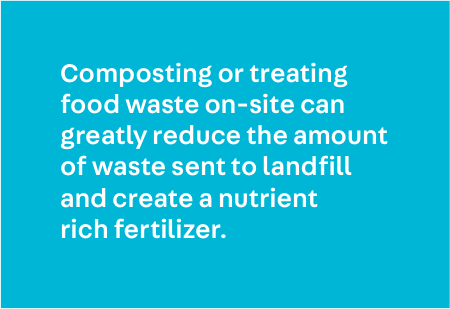 Composting or treating
food waste on-site can
greatly reduce the amount
of waste sent to landfill
and create a nutrient
rich fertilizer.